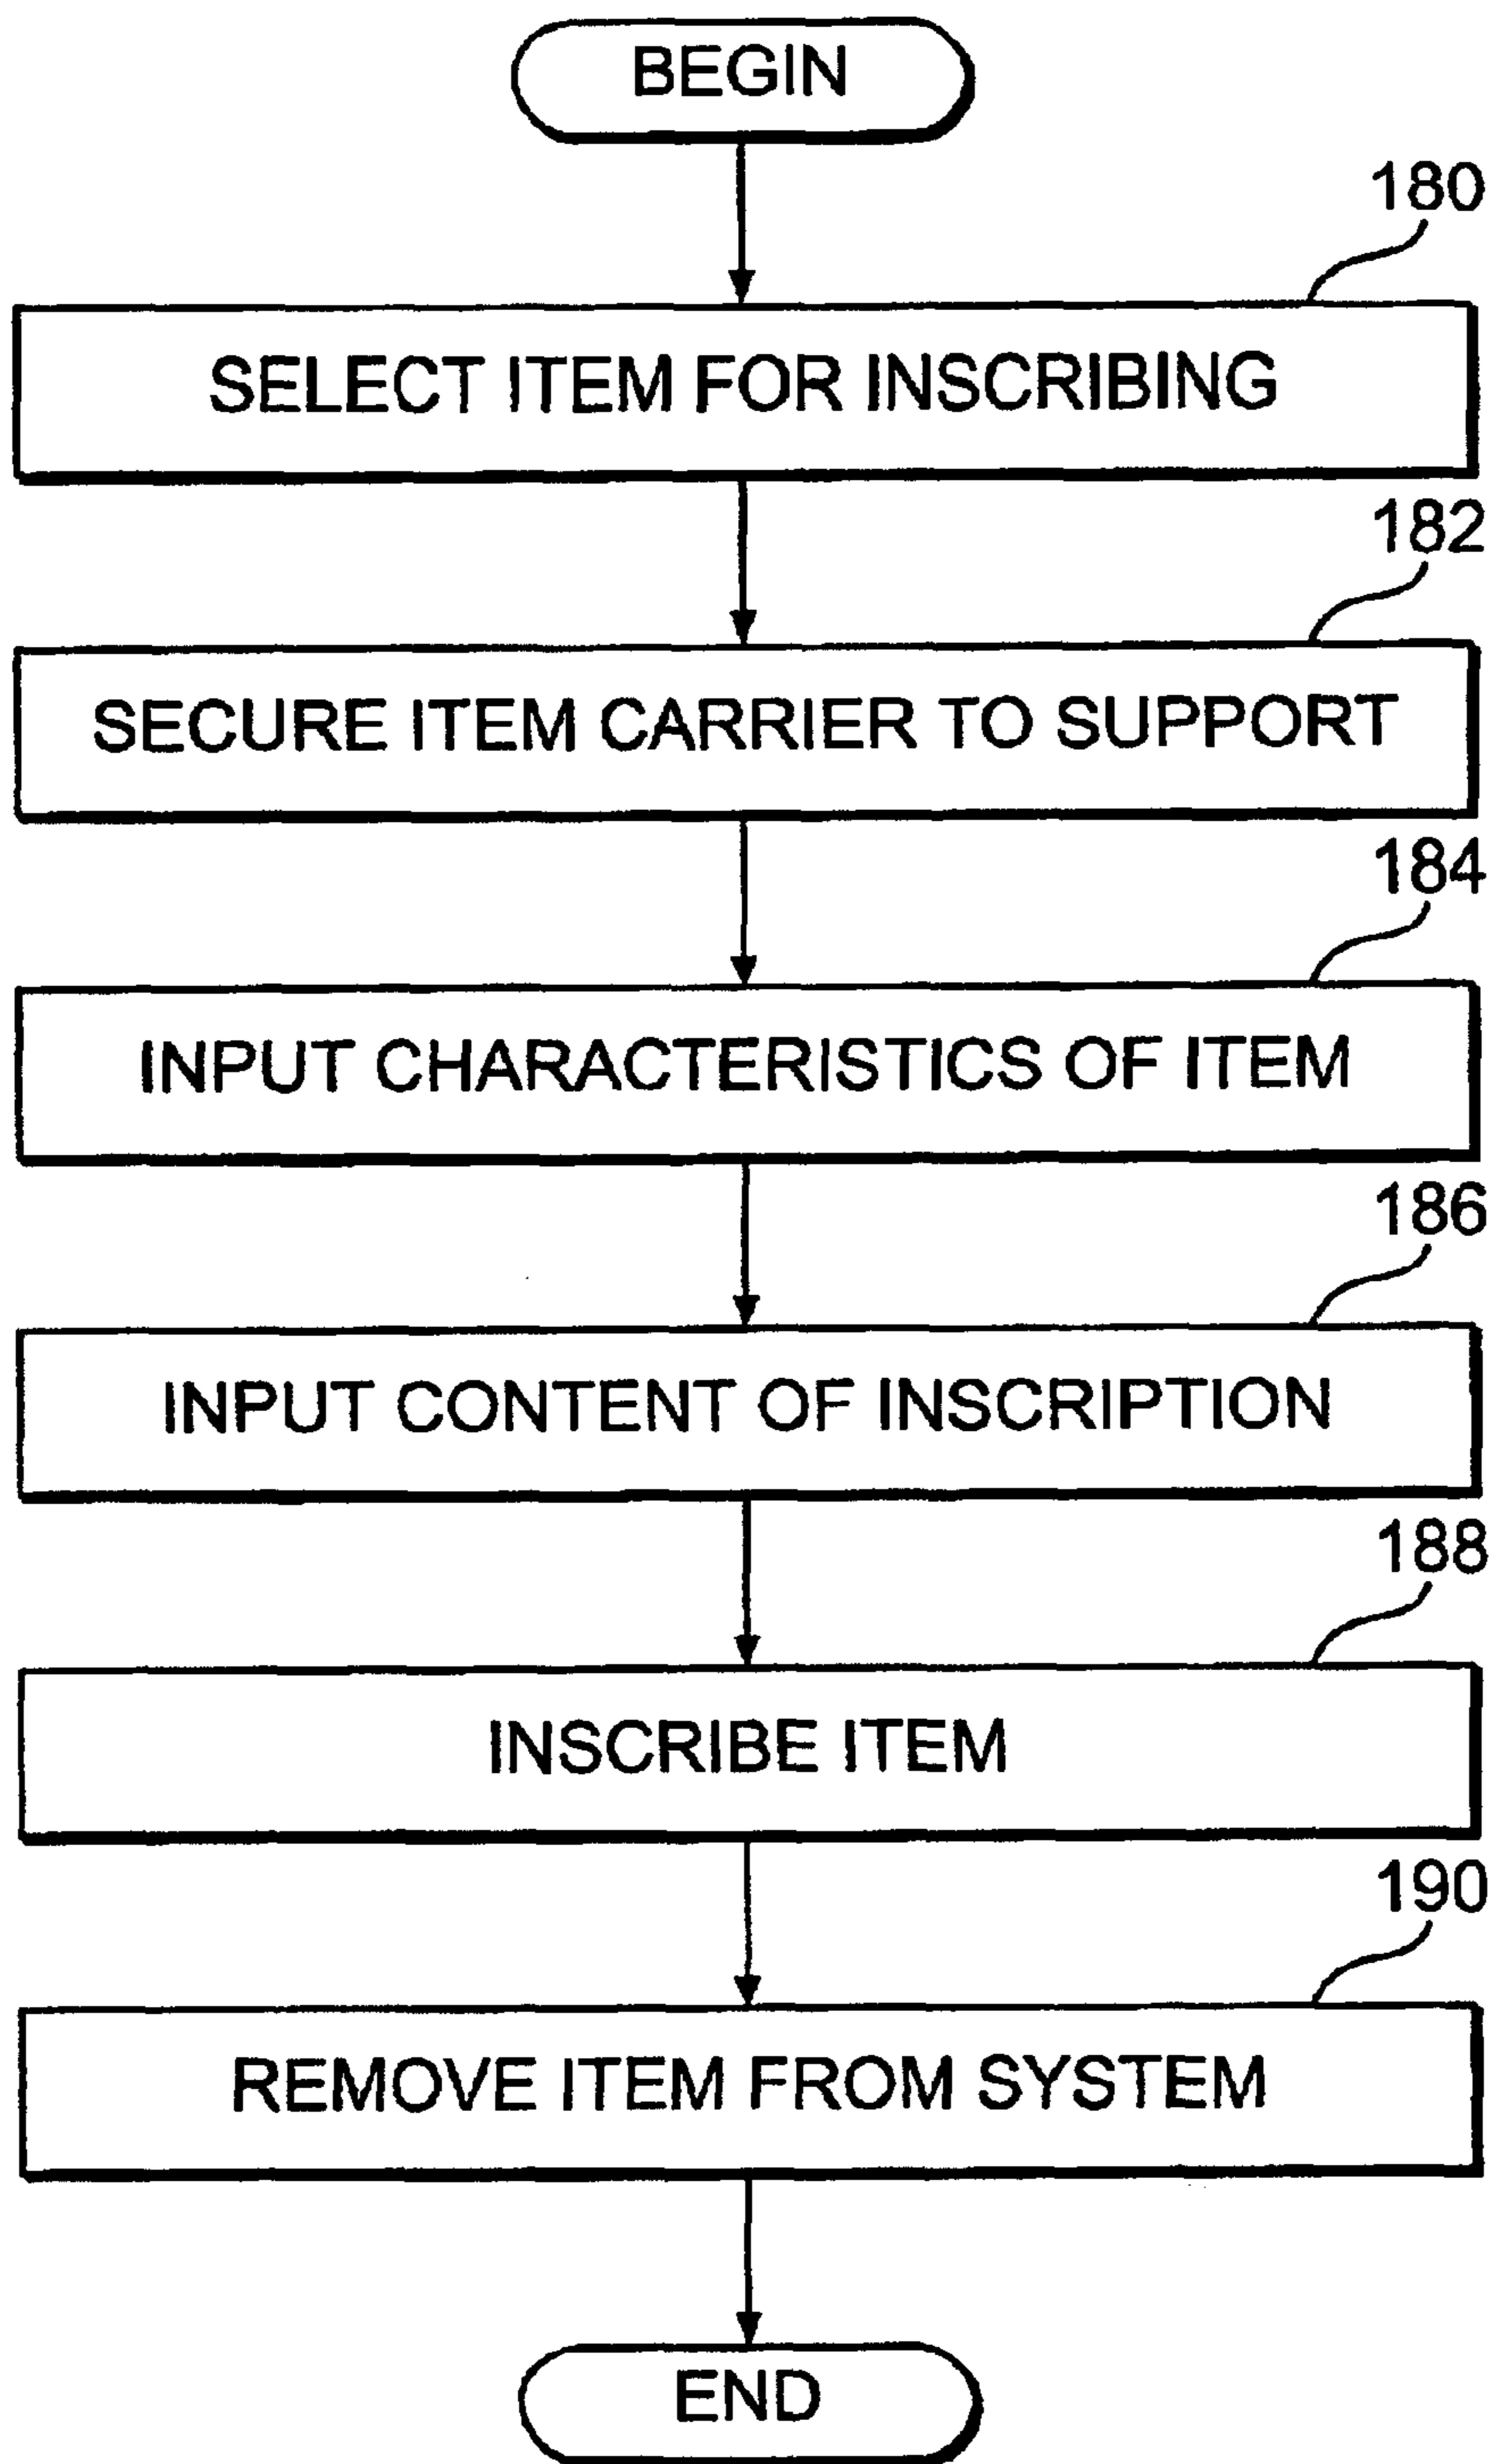 BEGIN
180
SELECT ITEM FOR INSCRIBING
182
SECURE ITEM CARRIER TO SUPPORT
184
INPUT CHARACTERISTICS OF ITEM
186
INPUT CONTENT OF INSCRIPTION
188
INSCRIBE ITEM
190
REMOVE ITEM FROM SYSTEM
END